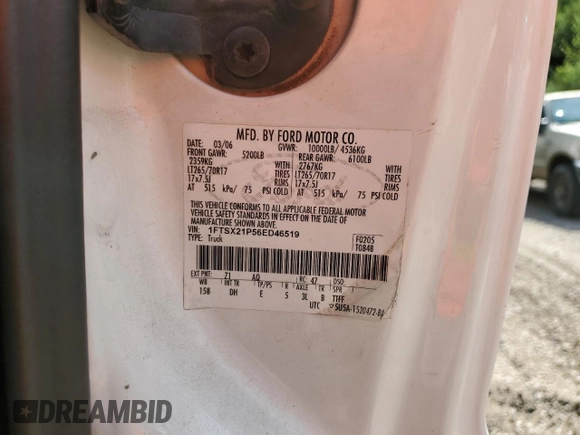 MFD. BY FORD MOTOR CO.
DATE: 03/06 GVWR: 10000LB/ 4536KG
FRONT GAWR: 5200LB REAR GAWR: 6100LB
2359KG WITH 2767KG WITH
LT265/70R17 TIRES LT265/70R17 TIRES
17x7.5J RIMS 17x7.5J RIMS
AT 515 kPa/ 75 PSI COLD AT 515 kPa/ 75 PSI COLD
THIS VEHICLE CONFORMS TO ALL APPLICABLE FEDERAL MOTOR
VEHICLE SAFETY STANDARDS IN EFFECT ON THE DATE OF
MANUFACTURE SHOWN ABOVE.
VIN: 1FTSX21P56ED46519
TYPE: Truck
F0205
T0848
EXT PNT: Z1 AQ RC: 47 DSO:
WB INT TR TP/PS R AXLE TR SPR
158 DH E 5 3L B TFFF
UTC
DREAMBID